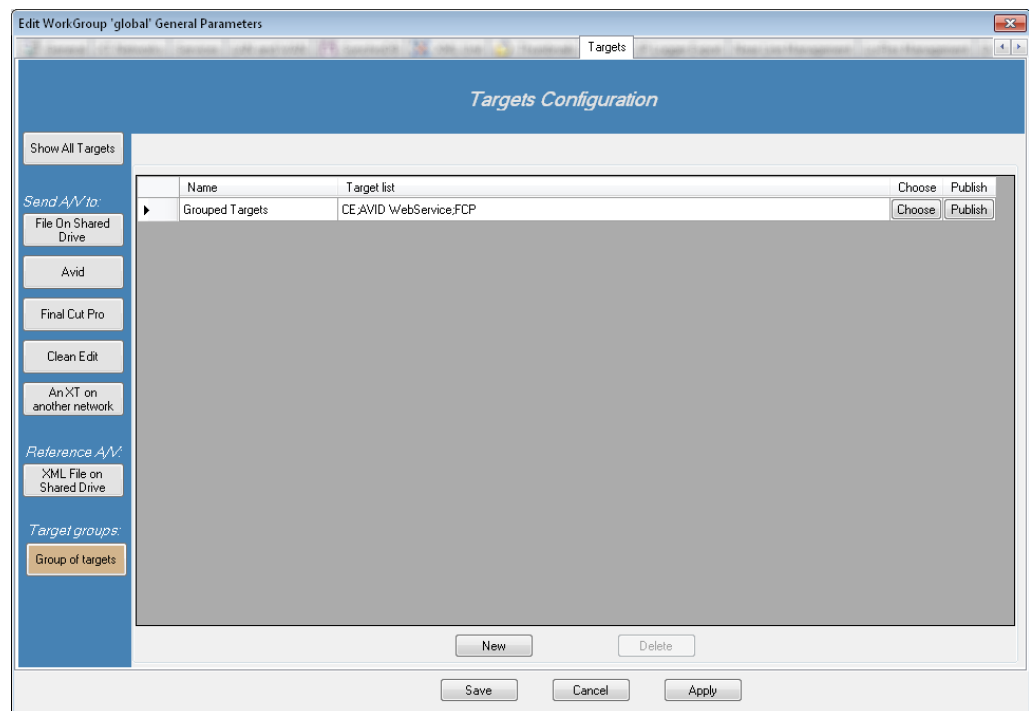 Edit WorkGroup 'global' General Parameters
Targets
Targets Configuration
Show All Targets
Send A/V to:
File On Shared
Drive
Avid
Final Cut Pro
Clean Edit
An XT on
another network
Reference A/V:
XML File on
Shared Drive
Target groups:
Group of targets
Name Target list Choose Publish
Grouped Targets CE;AVID WebService;FCP Choose Publish
New Delete
Save Cancel Apply